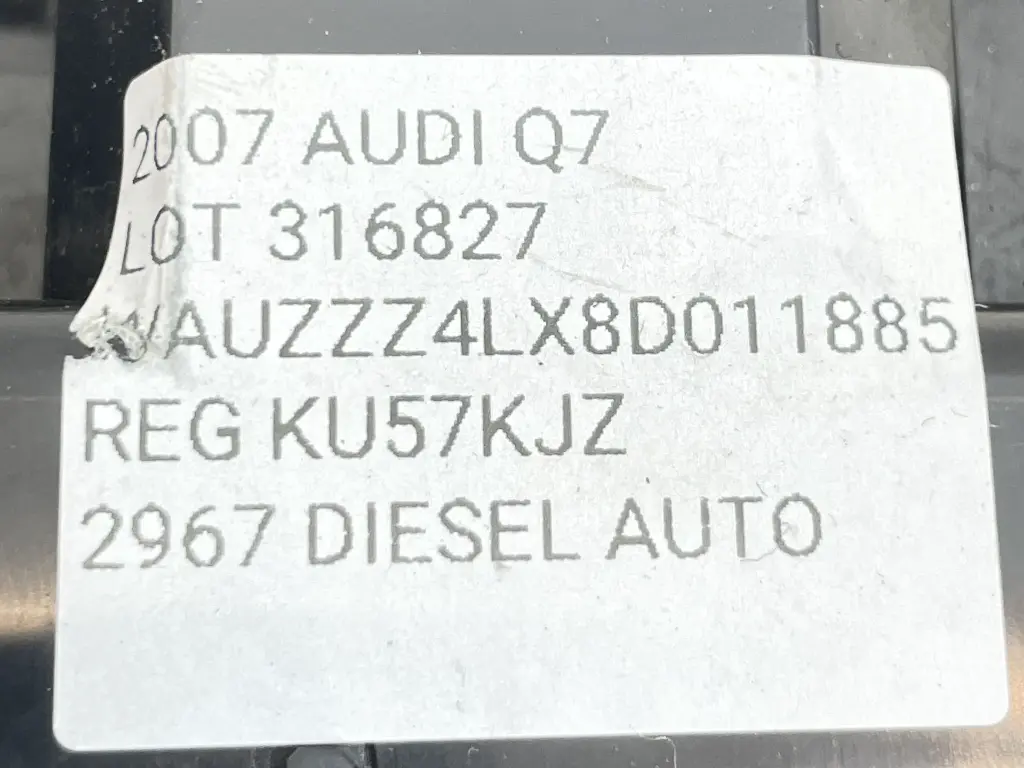 2007 AUDI Q7
LOT 316827
WAUZZZ4LX8D011885
REG KU57KJZ
2967 DIESEL AUTO